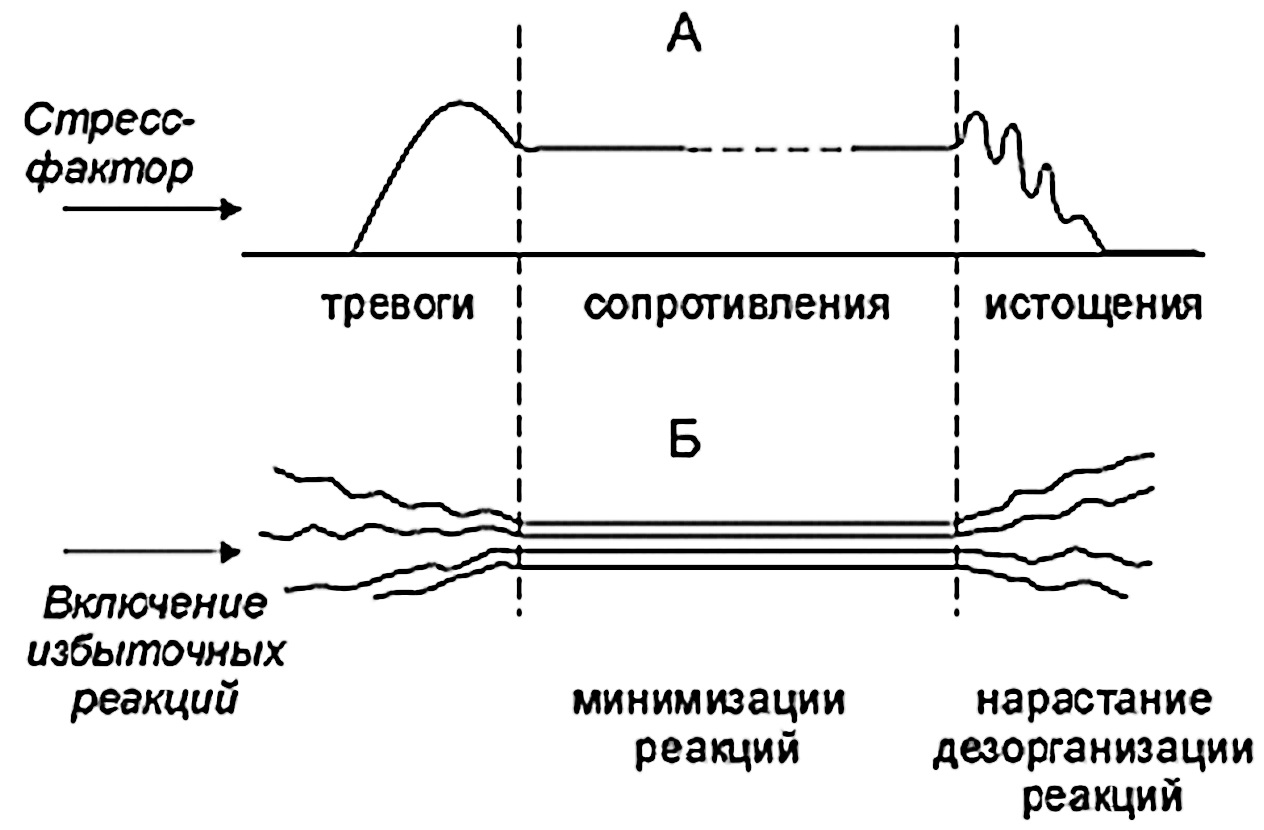 А
Стресс-
фактор
тревоги
сопротивления
истощения
Б
Включение
избыточных
реакций
минимизации
реакций
нарастание
дезорганизации
реакций